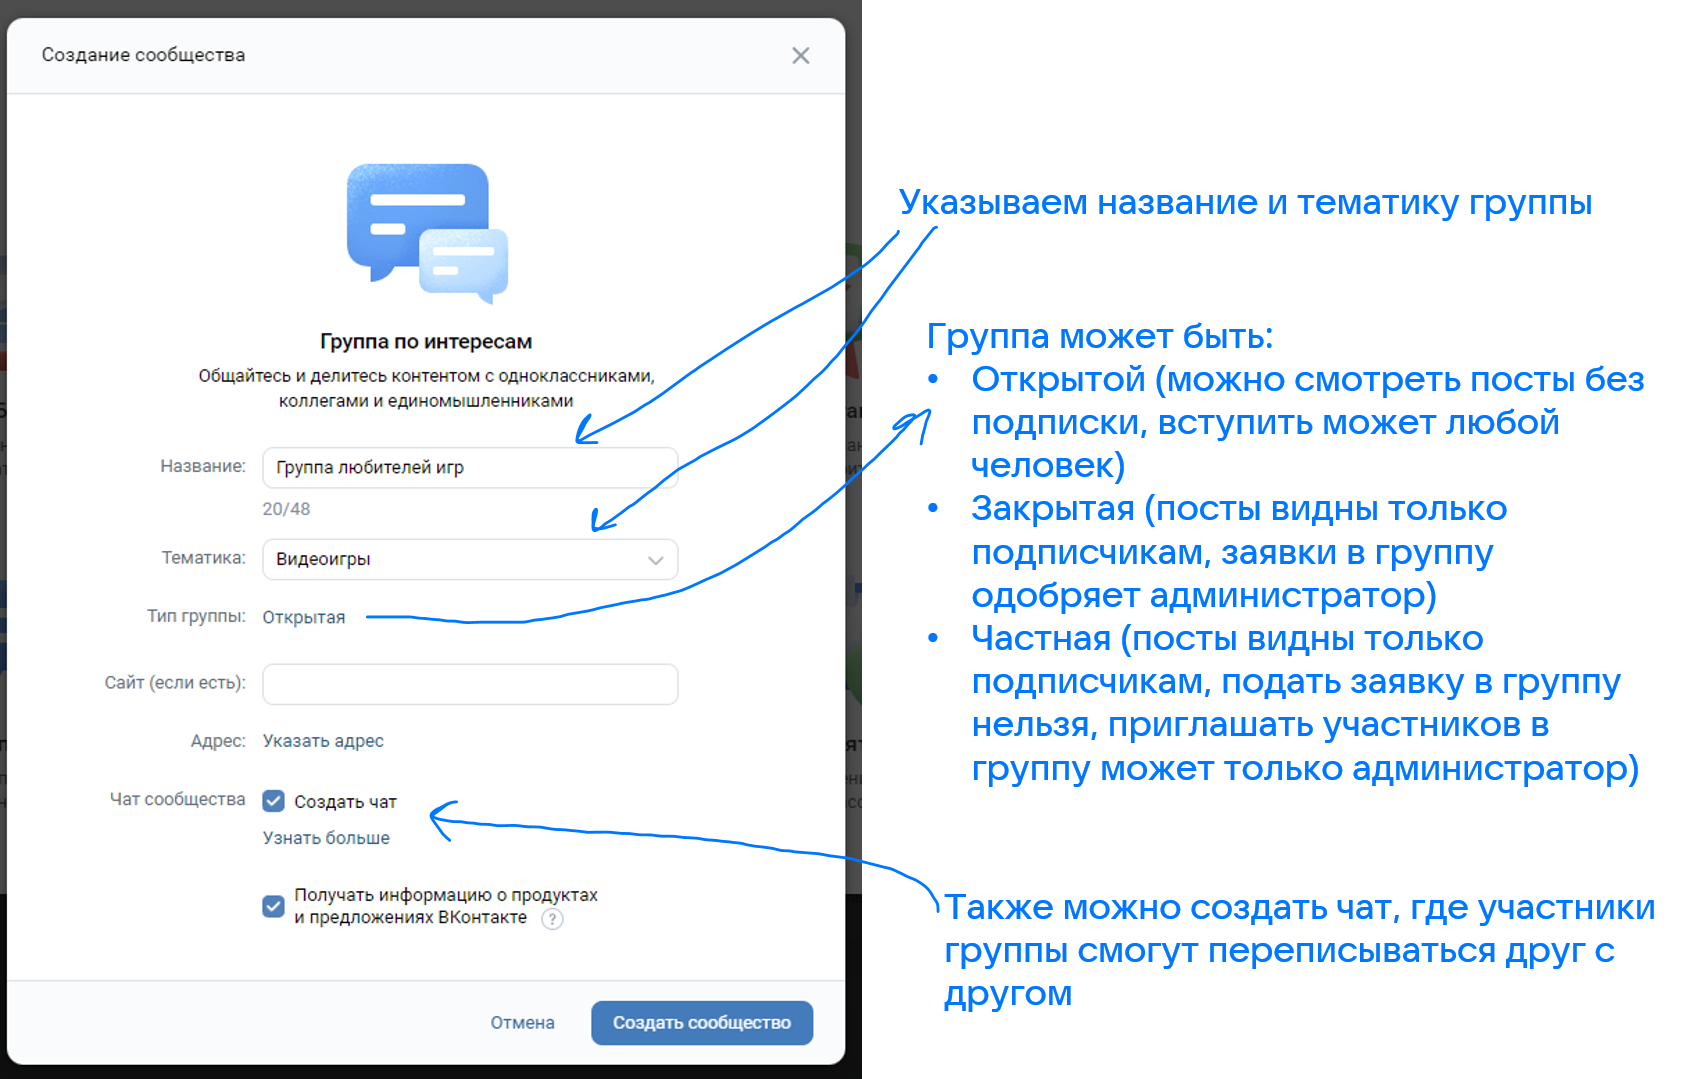 Создание сообщества
Группа по интересам
Общайтесь и делитесь контентом с одноклассниками,
коллегами и единомышленниками
Название: Группа любителей игр
20/48
Тематика: Видеоигры
Тип группы: Открытая
Сайт (если есть):
Адрес: Указать адрес
Чат сообщества Создать чат
Узнать больше
Получать информацию о продуктах
и предложениях ВКонтакте ?
Отмена Создать сообщество
Указываем название и тематику группы
Группа может быть:
• Открытой (можно смотреть посты без
подписки, вступить может любой
человек)
• Закрытая (посты видны только
подписчикам, заявки в группу
одобряет администратор)
• Частная (посты видны только
подписчикам, подать заявку в группу
нельзя, приглашать участников в
группу может только администратор)
Также можно создать чат, где участники
группы смогут переписываться друг с
другом